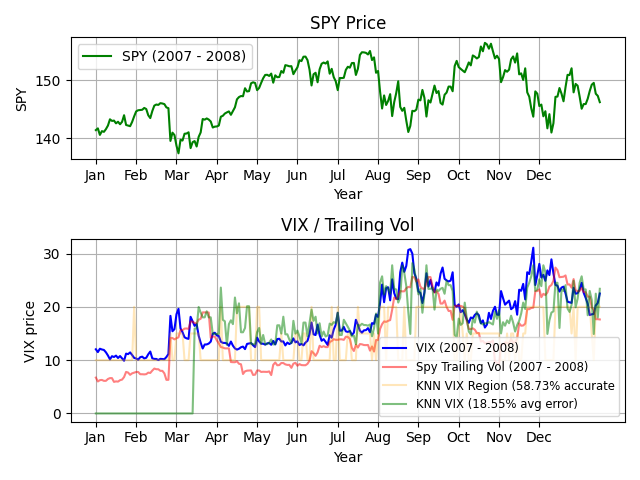 SPY Price
SPY (2007 - 2008)
SPY
150
140
Jan Feb Mar Apr May Jun Jul Aug Sep Oct Nov Dec
Year
VIX / Trailing Vol
VIX price
30
20
10
0
VIX (2007 - 2008)
Spy Trailing Vol (2007 - 2008)
KNN VIX Region (58.73% accurate
KNN VIX (18.55% avg error)
Jan Feb Mar Apr May Jun Jul Aug Sep Oct Nov Dec
Year